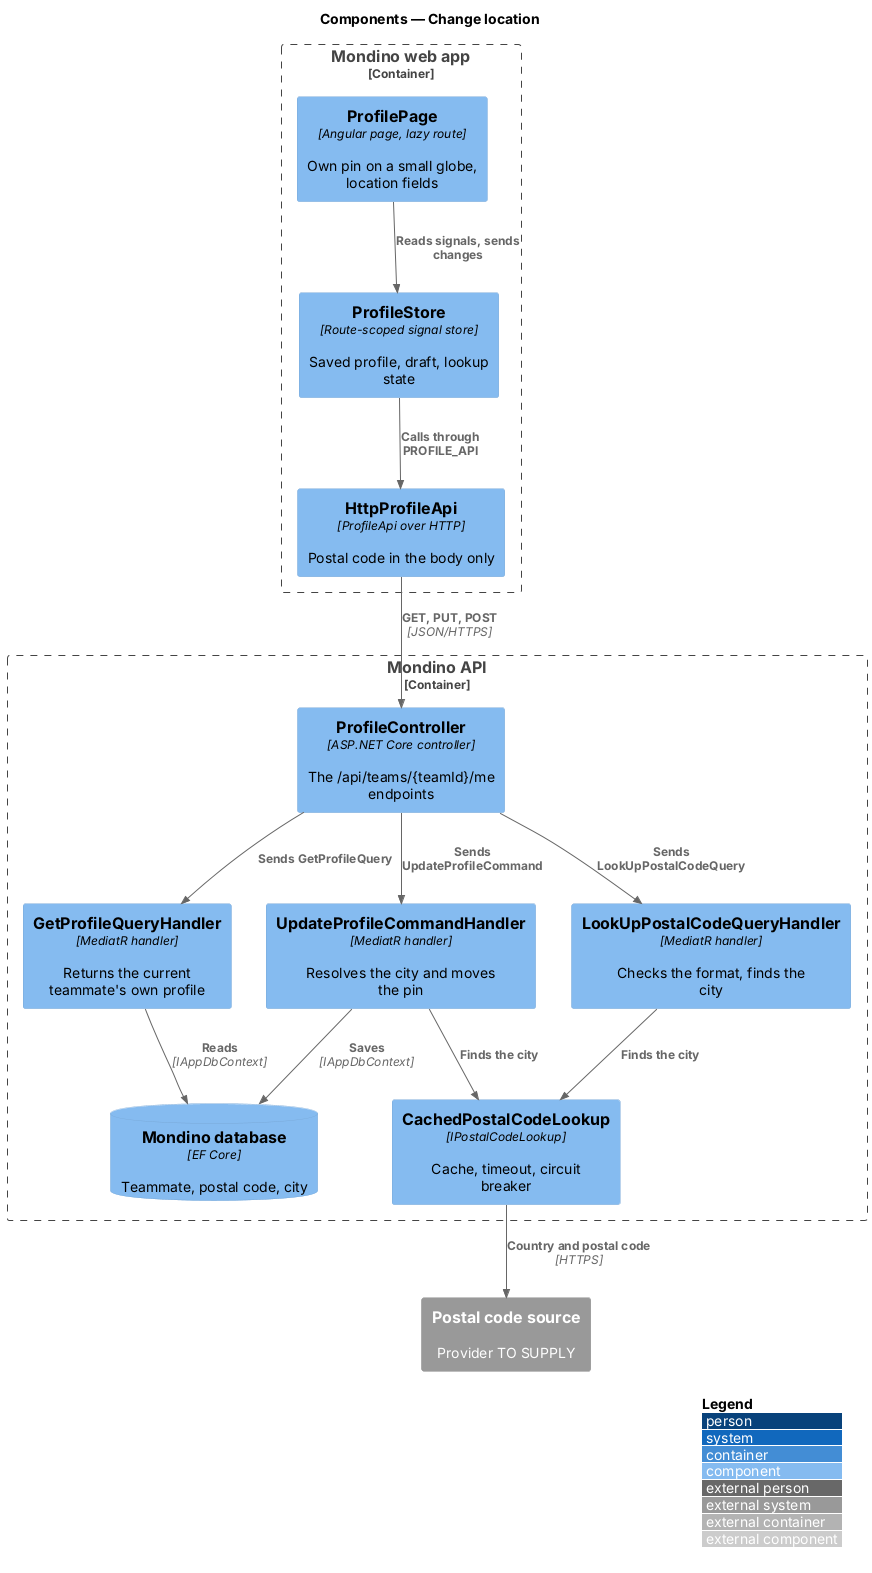 Components — Change location
Mondino web app
[Container]
ProfilePage
[Angular page, lazy route]
Own pin on a small globe,
location fields
Reads signals, sends
changes
ProfileStore
[Route-scoped signal store]
Saved profile, draft, lookup
state
Calls through
PROFILE_API
HttpProfileApi
[ProfileApi over HTTP]
Postal code in the body only
GET, PUT, POST
[JSON/HTTPS]
Mondino API
[Container]
ProfileController
[ASP.NET Core controller]
The /api/teams/{teamId}/me
endpoints
Sends GetProfileQuery
Sends
UpdateProfileCommand
Sends
LookUpPostalCodeQuery
GetProfileQueryHandler
[MediatR handler]
Returns the current
teammate's own profile
UpdateProfileCommandHandler
[MediatR handler]
Resolves the city and moves
the pin
LookUpPostalCodeQueryHandler
[MediatR handler]
Checks the format, finds the
city
Reads
[IAppDbContext]
Saves
[IAppDbContext]
Finds the city
Finds the city
Mondino database
[EF Core]
Teammate, postal code, city
CachedPostalCodeLookup
[IPostalCodeLookup]
Cache, timeout, circuit
breaker
Country and postal code
[HTTPS]
Postal code source
Provider TO SUPPLY
Legend
person
system
container
component
external person
external system
external container
external component